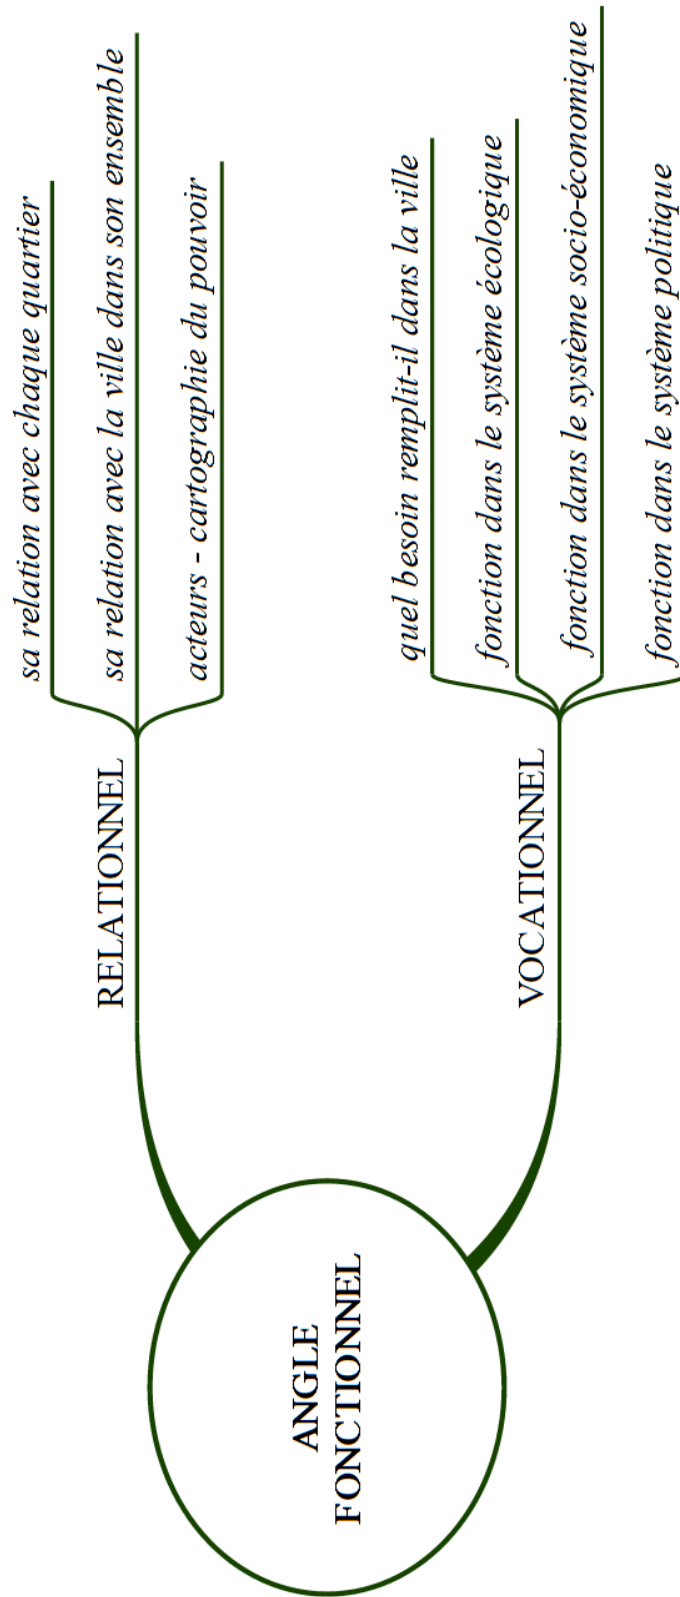 ANGLE
FONCTIONNEL
RELATIONNEL
sa relation avec chaque quartier
sa relation avec la ville dans son ensemble
acteurs - cartographie du pouvoir
VOCATIONNEL
quel besoin remplit-il dans la ville
fonction dans le système écologique
fonction dans le système socio-économique
fonction dans le système politique